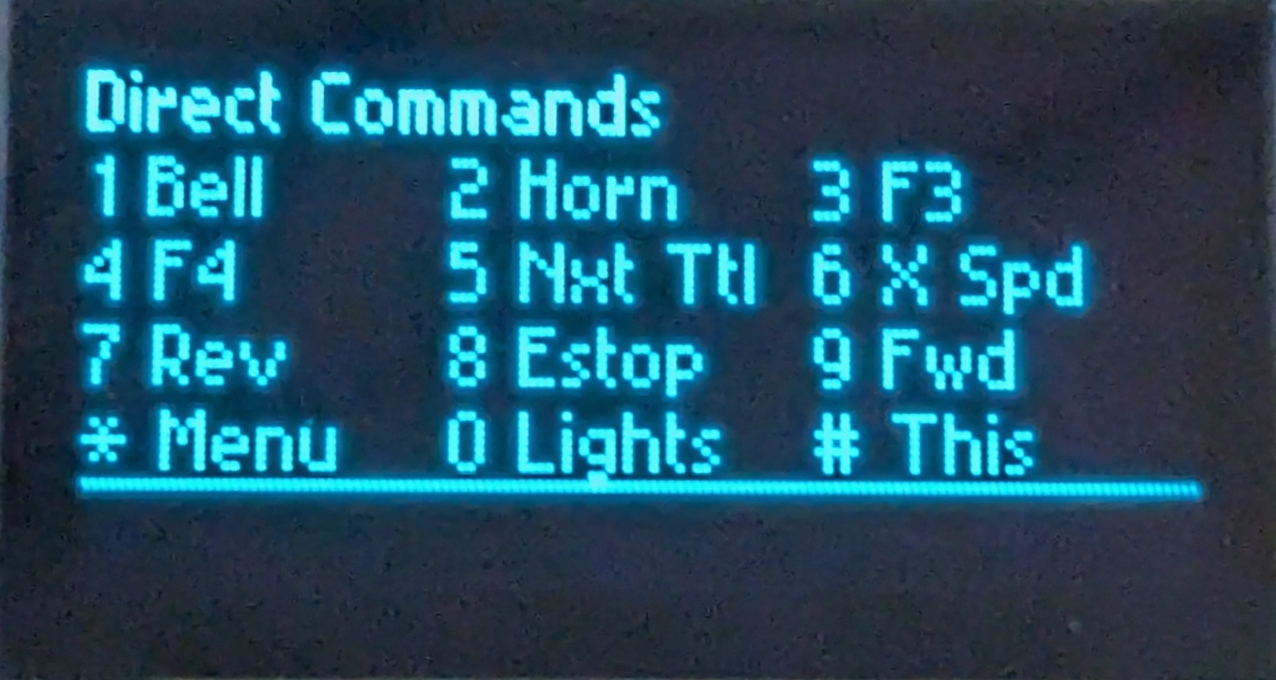 Direct Commands
1 Bell 2 Horn 3 F3
4 F4 5 Nxt Ttl 6 X Spd
7 Rev 8 Estop 9 Fwd
* Menu 0 Lights # This